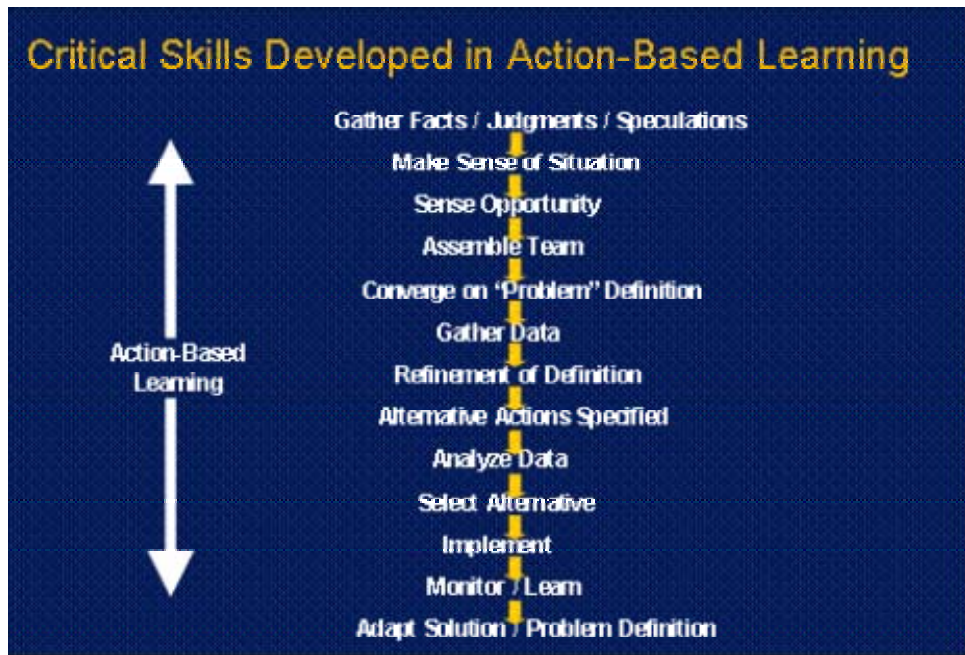 Critical Skills Developed in Action-Based Learning
Gather Facts / Judgments / Speculations
Make Sense of Situation
Sense Opportunity
Assemble Team
Converge on “Problem” Definition
Gather Data
Action-Based
Learning
Refinement of Definition
Alternative Actions Specified
Analyze Data
Select Alternative
Implement
Monitor / Learn
Adapt Solution / Problem Definition